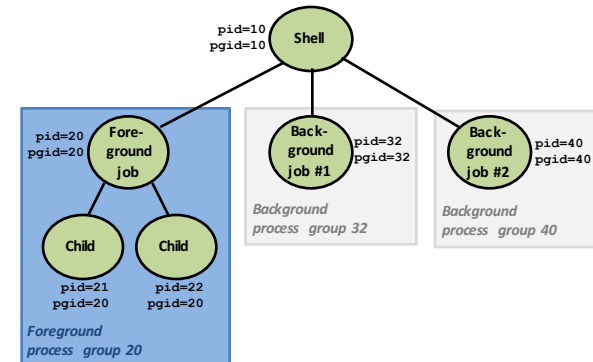 pid=10
pgid=10
Shell
pid=20
pgid=20
Fore-
ground
job
Back-
ground
job #1
pid=32
pgid=32
Back-
ground
job #2
pid=40
pgid=40
Background
process group 32
Background
process group 40
Child
Child
pid=21
pgid=20
pid=22
pgid=20
Foreground
process group 20